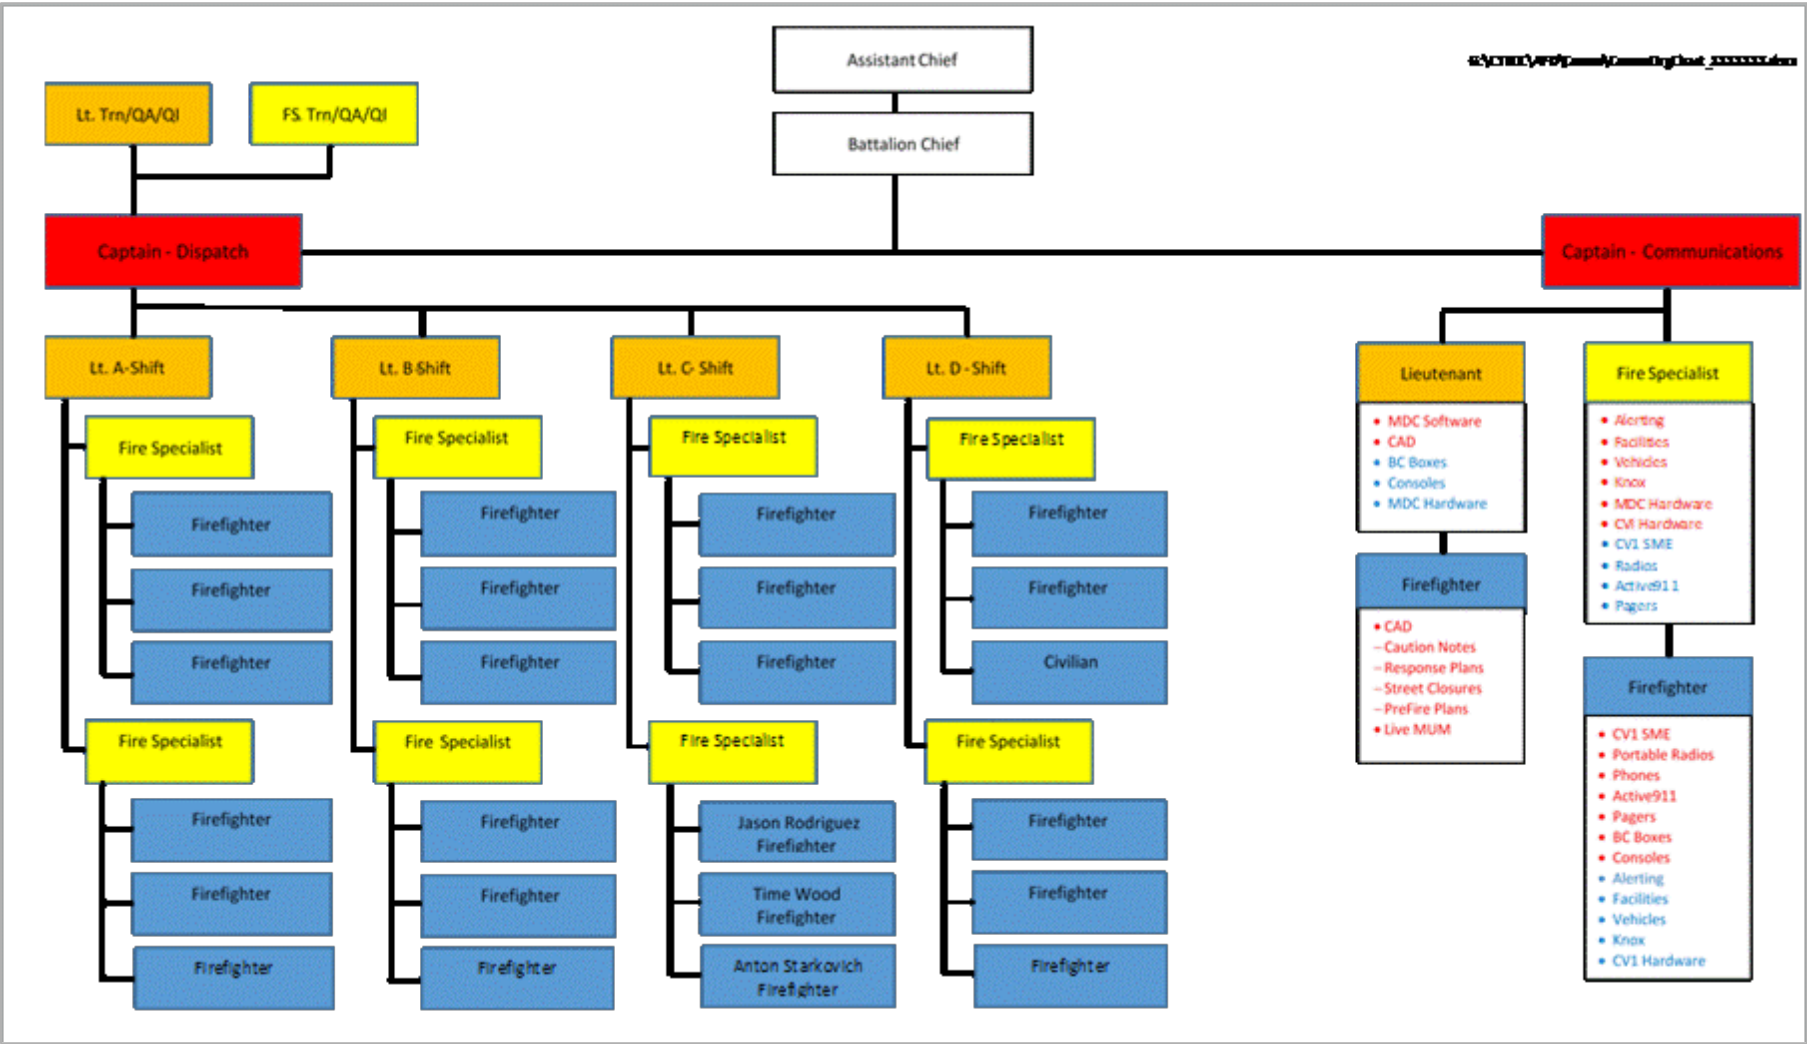 Assistant Chief
Battalion Chief
Lt. Trn/QA/QI
FS. Trn/QA/QI
Captain - Dispatch
Captain - Communications
Lt. A-Shift
Fire Specialist
Firefighter
Firefighter
Firefighter
Fire Specialist
Firefighter
Firefighter
Firefighter
Lt. B-Shift
Fire Specialist
Firefighter
Firefighter
Firefighter
Fire Specialist
Firefighter
Firefighter
Firefighter
Lt. C- Shift
Fire Specialist
Firefighter
Firefighter
Firefighter
Fire Specialist
Jason Rodriguez
Firefighter
Time Wood
Firefighter
Anton Starkovich
Firefighter
Lt. D - Shift
Fire Specialist
Firefighter
Firefighter
Civilian
Fire Specialist
Firefighter
Firefighter
Firefighter
Lieutenant
• MDC Software
• CAD
• BC Boxes
• Consoles
• MDC Hardware
Firefighter
• CAD
– Caution Notes
– Response Plans
– Street Closures
– PreFire Plans
• Live MUM
Fire Specialist
• Alerting
• Facilities
• Vehicles
• Knox
• MDC Hardware
• CVI Hardware
• CV1 SME
• Radios
• Active911
• Pagers
Firefighter
• CV1 SME
• Portable Radios
• Phones
• Active911
• Pagers
• BC Boxes
• Consoles
• Alerting
• Facilities
• Vehicles
• Knox
• CV1 Hardware